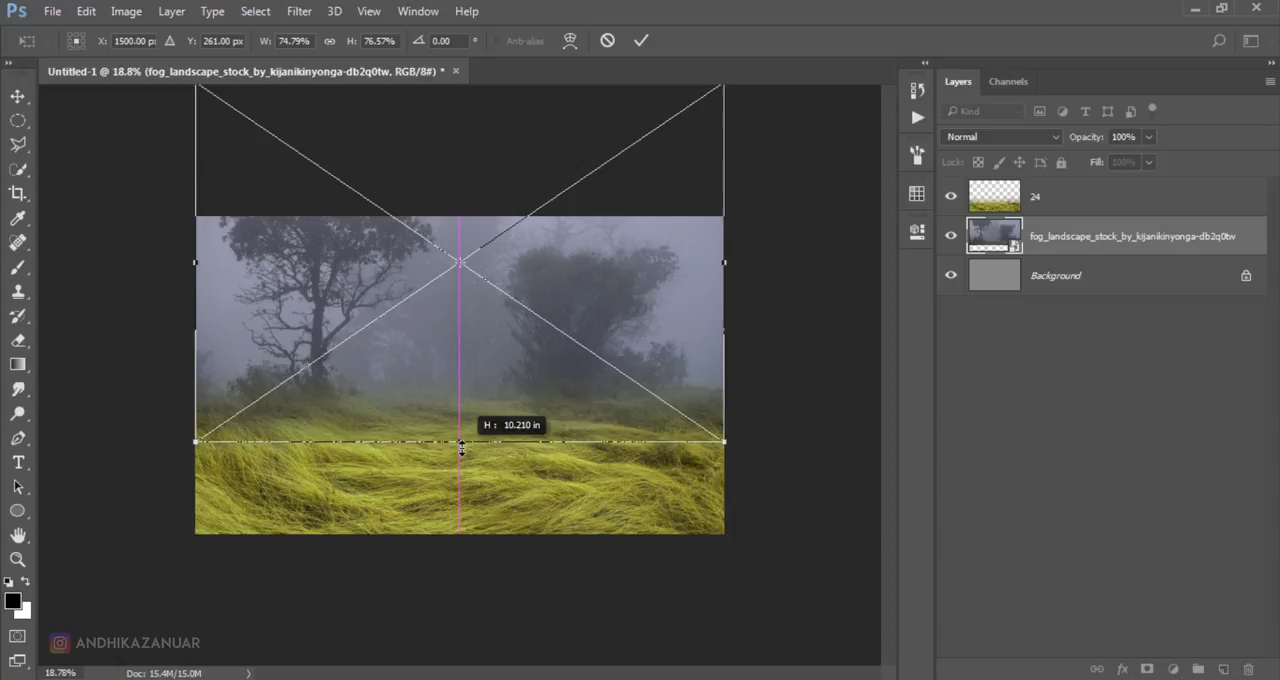 Ps File Edit Image Layer Type Select Filter 3D View Window Help
X: 1500.00 p: Y: 261.00 px W: 74.79% H: 76.57% 0.00 ° Anti-alias
Untitled-1 @ 18.8% (fog_landscape_stock_by_kijanikinyonga-db2q0tw, RGB/8#) * ×
Layers Channels
Kind
Normal Opacity: 100%
Lock: Fill: 100%
24
fog_landscape_stock_by_kijanikinyonga-db2q0tw
Background
H: 10.210 in
ANDHIKAZANUAR
18.78% Doc: 15.4M/15.0M